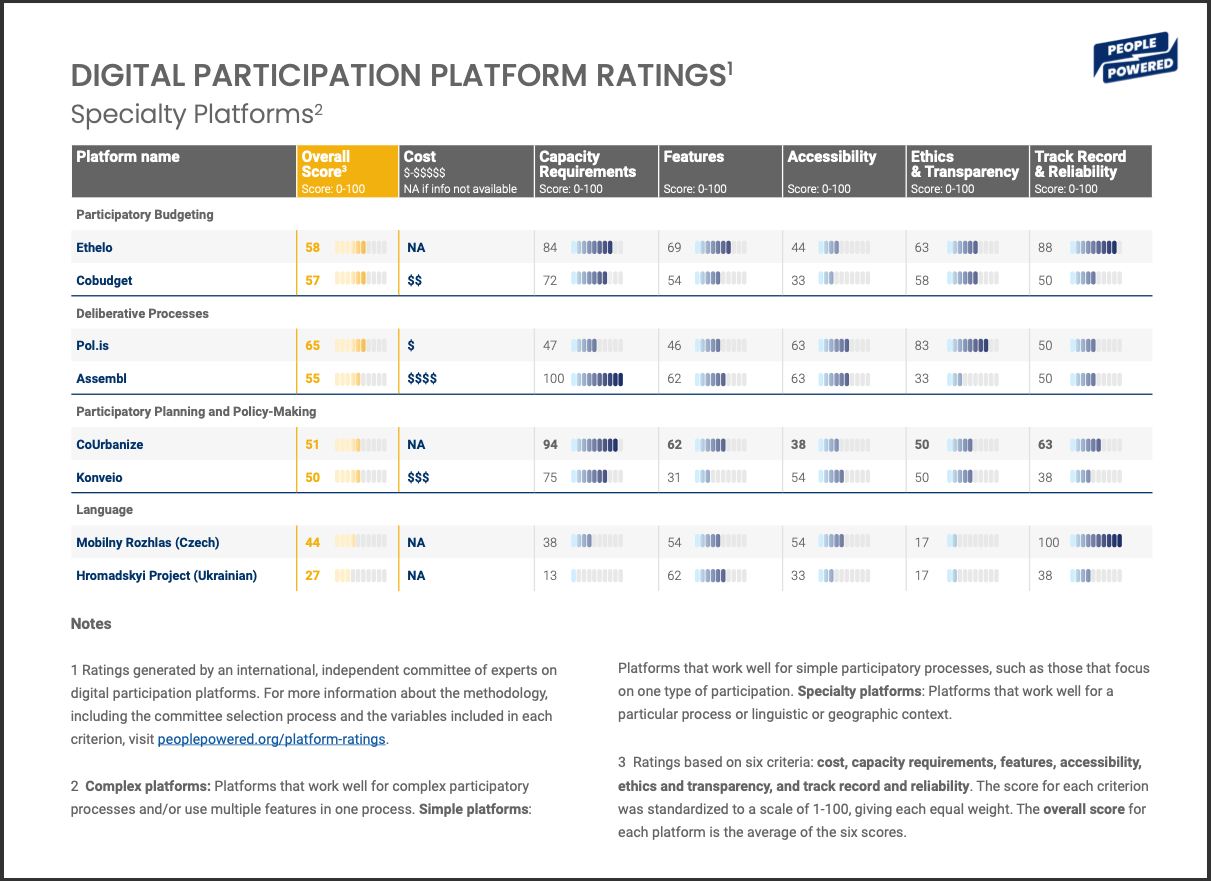 PEOPLE
POWERED
DIGITAL PARTICIPATION PLATFORM RATINGS¹
Specialty Platforms²
Platform name Overall Score³ Score: 0-100 Cost $-$$$$$ NA if info not available Capacity Requirements Score: 0-100 Features Score: 0-100 Accessibility Score: 0-100 Ethics & Transparency Score: 0-100 Track Record & Reliability Score: 0-100
Participatory Budgeting
Ethelo 58 NA 84 69 44 63 88
Cobudget 57 $$ 72 54 33 58 50
Deliberative Processes
Pol.is 65 $ 47 46 63 83 50
Assembl 55 $$$$ 100 62 63 33 50
Participatory Planning and Policy-Making
CoUrbanize 51 NA 94 62 38 50 63
Konveio 50 $$$ 75 31 54 50 38
Language
Mobilny Rozhlas (Czech) 44 NA 38 54 54 17 100
Hromadskyi Project (Ukrainian) 27 NA 13 62 33 17 38
Notes
1 Ratings generated by an international, independent committee of experts on
digital participation platforms. For more information about the methodology,
including the committee selection process and the variables included in each
criterion, visit peoplepowered.org/platform-ratings.
2 Complex platforms: Platforms that work well for complex participatory
processes and/or use multiple features in one process. Simple platforms:
Platforms that work well for simple participatory processes, such as those that focus
on one type of participation. Specialty platforms: Platforms that work well for a
particular process or linguistic or geographic context.
3 Ratings based on six criteria: cost, capacity requirements, features, accessibility,
ethics and transparency, and track record and reliability. The score for each criterion
was standardized to a scale of 1-100, giving each equal weight. The overall score for
each platform is the average of the six scores.